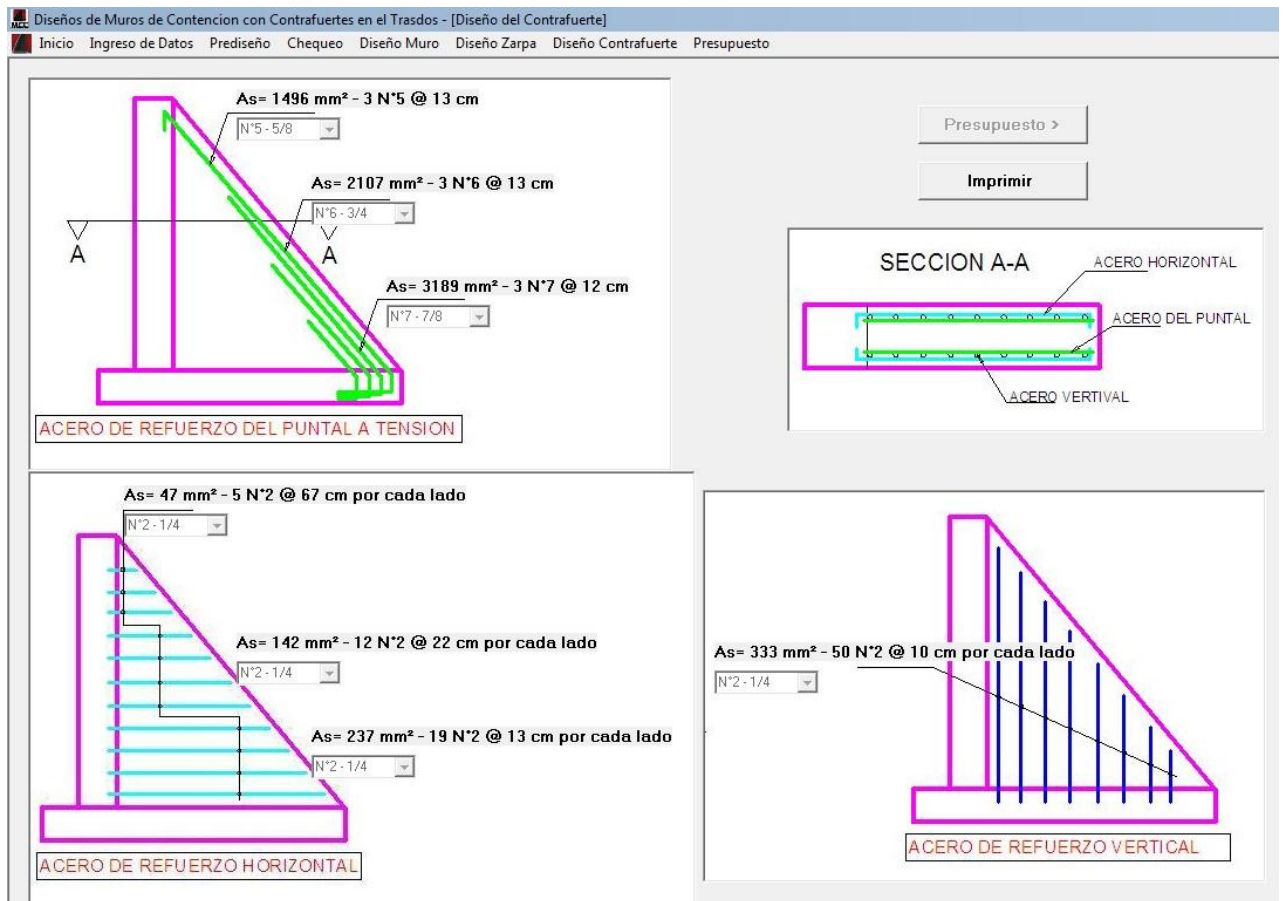 Diseños de Muros de Contencion con Contrafuertes en el Trasdos - [Diseño del Contrafuerte]
Inicio Ingreso de Datos Prediseño Chequeo Diseño Muro Diseño Zarpa Diseño Contrafuerte Presupuesto
As= 1496 mm² - 3 N°5 @ 13 cm
N°5 - 5/8
As= 2107 mm² - 3 N°6 @ 13 cm
N°6 - 3/4
A
A
As= 3189 mm² - 3 N°7 @ 12 cm
N°7 - 7/8
ACERO DE REFUERZO DEL PUNTAL A TENSION
Presupuesto >
Imprimir
SECCION A-A
ACERO HORIZONTAL
ACERO DEL PUNTAL
ACERO VERTIVAL
As= 47 mm² - 5 N°2 @ 67 cm por cada lado
N°2 - 1/4
As= 142 mm² - 12 N°2 @ 22 cm por cada lado
N°2 - 1/4
As= 237 mm² - 19 N°2 @ 13 cm por cada lado
N°2 - 1/4
ACERO DE REFUERZO HORIZONTAL
As= 333 mm² - 50 N°2 @ 10 cm por cada lado
N°2 - 1/4
ACERO DE REFUERZO VERTICAL